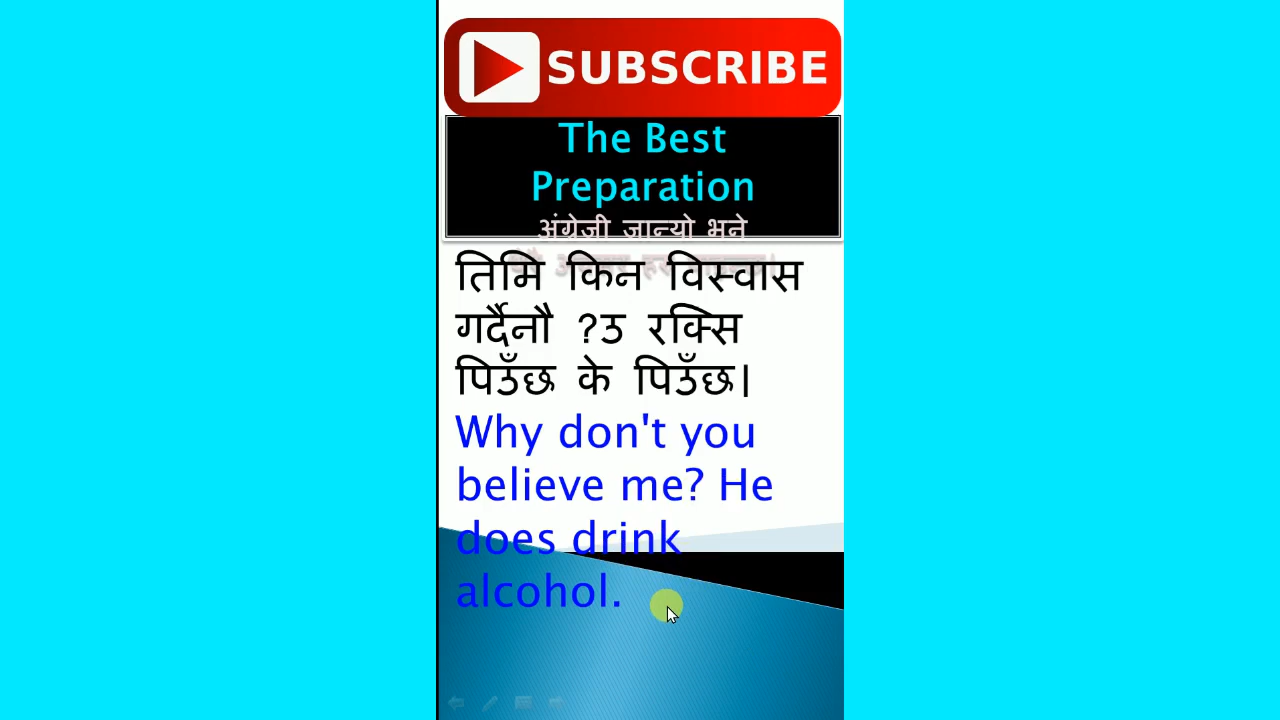 SUBSCRIBE
The Best
Preparation
अंग्रेजी जान्यो भने
तिमि किन विस्वास
गर्दैनौ ?उ रक्सि
पिउँछ के पिउँछ।
Why don't you
believe me? He
does drink
alcohol.